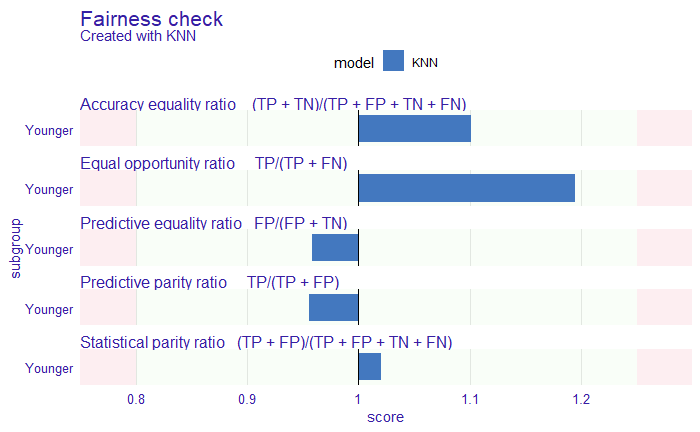 Fairness check
Created with KNN
model KNN
Accuracy equality ratio (TP + TN)/(TP + FP + TN + FN)
Younger
Equal opportunity ratio TP/(TP + FN)
Younger
Predictive equality ratio FP/(FP + TN)
Younger
Predictive parity ratio TP/(TP + FP)
Younger
Statistical parity ratio (TP + FP)/(TP + FP + TN + FN)
Younger
subgroup
0.8 0.9 1 1.1 1.2
score